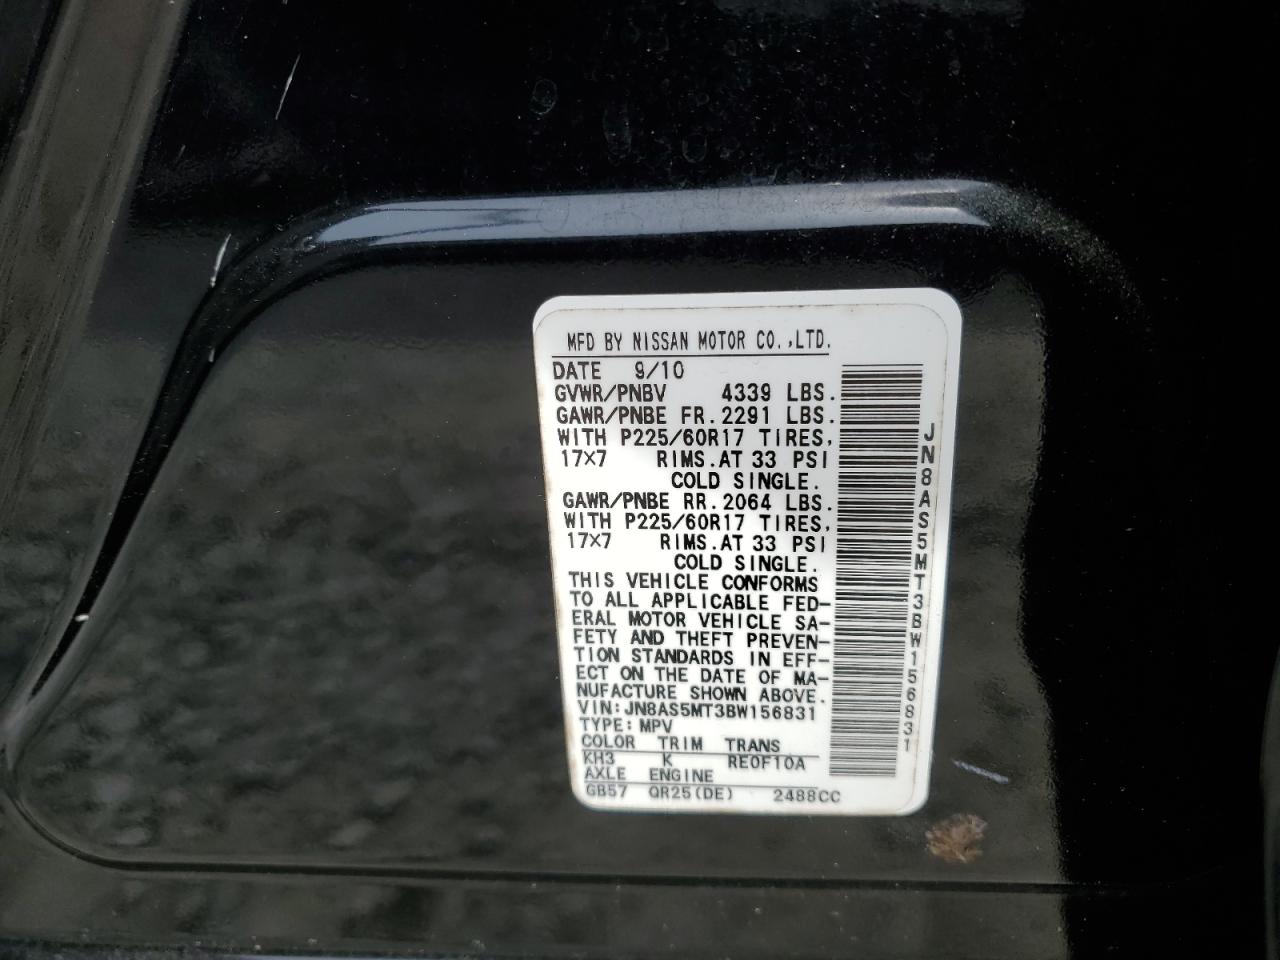 MFD BY NISSAN MOTOR CO.,LTD.
DATE 9/10
GVWR/PNBV 4339 LBS.
GAWR/PNBE FR.2291 LBS.
WITH P225/60R17 TIRES,
17×7 RIMS.AT 33 PSI
COLD SINGLE.
GAWR/PNBE RR.2064 LBS.
WITH P225/60R17 TIRES,
17×7 RIMS.AT 33 PSI
COLD SINGLE.
THIS VEHICLE CONFORMS
TO ALL APPLICABLE FED-
ERAL MOTOR VEHICLE SA-
FETY AND THEFT PREVEN-
TION STANDARDS IN EFF-
ECT ON THE DATE OF MA-
NUFACTURE SHOWN ABOVE.
VIN:JN8AS5MT3BW156831
TYPE:MPV
COLOR TRIM TRANS
KH3 K RE0F10A
AXLE ENGINE
GB57 QR25(DE) 2488CC
JN8AS5MT3BW156831